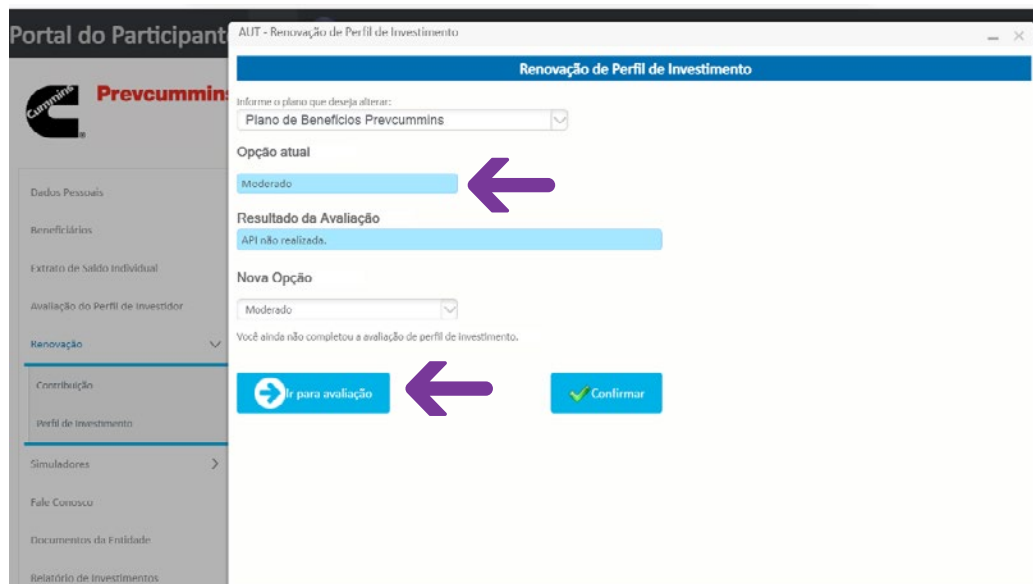 Portal do Participant
AUT - Renovação de Perfil de Investimento
Renovação de Perfil de Investimento
Cummins
Prevcummin
Informe o plano que deseja alterar:
Plano de Beneficios Prevcummins
Opção atual
Moderado
Resultado da Avaliação
API não realizada.
Nova Opção
Moderado
Você ainda não completou a avaliação de perfil de investimento.
Ir para avaliação
Confirmar
Dados Pessoais
Beneficiários
Extrato de Saldo Individual
Avaliação do Perfil de Investidor
Renovação
Contribuição
Perfil de Investimento
Simuladores
Fale Conosco
Documentos da Entidade
Relatório de Investimentos